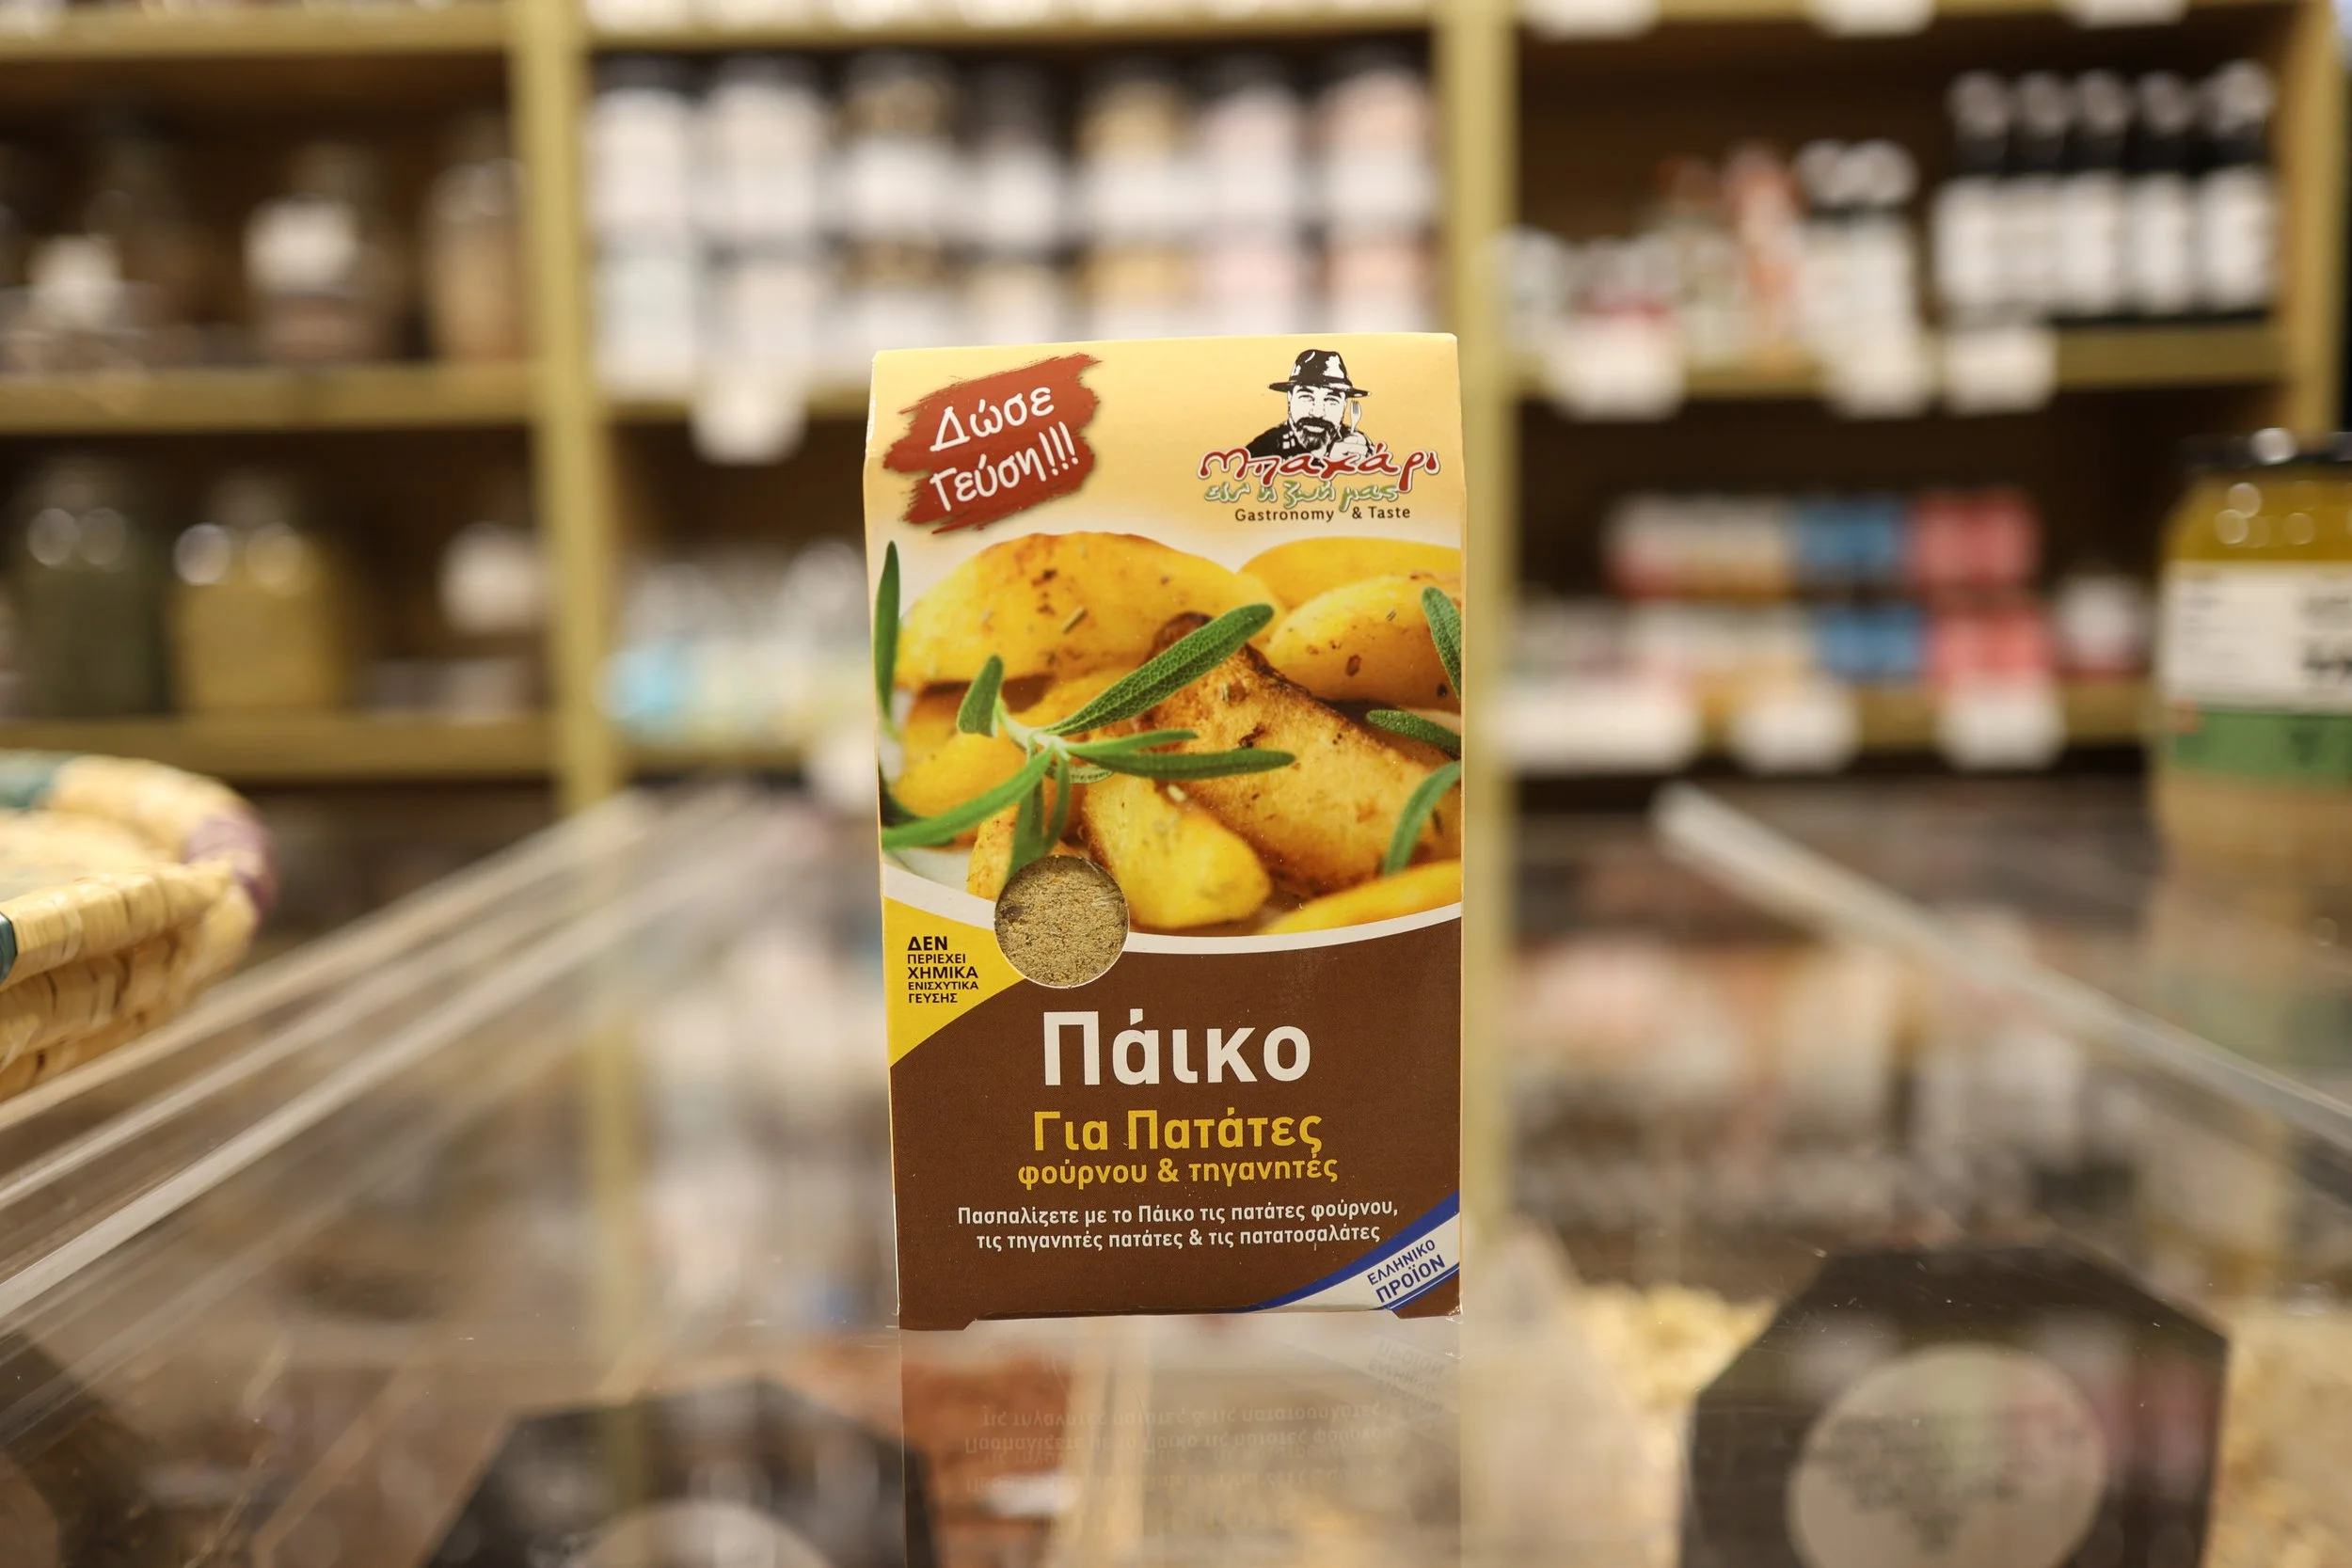 Δώσε
Γεύση!!!
Μπαχάρι
είν' η ζωή μας
Gastronomy & Taste
ΔΕΝ
ΠΕΡΙΕΧΕΙ
ΧΗΜΙΚΑ
ΕΝΙΣΧΥΤΙΚΑ
ΓΕΥΣΗΣ
Πάικο
Για Πατάτες
φούρνου & τηγανητές
Πασπαλίζετε με το Πάικο τις πατάτες φούρνου,
τις τηγανητές πατάτες & τις πατατοσαλάτες
ΕΛΛΗΝΙΚΟ
ΠΡΟΪΟΝ